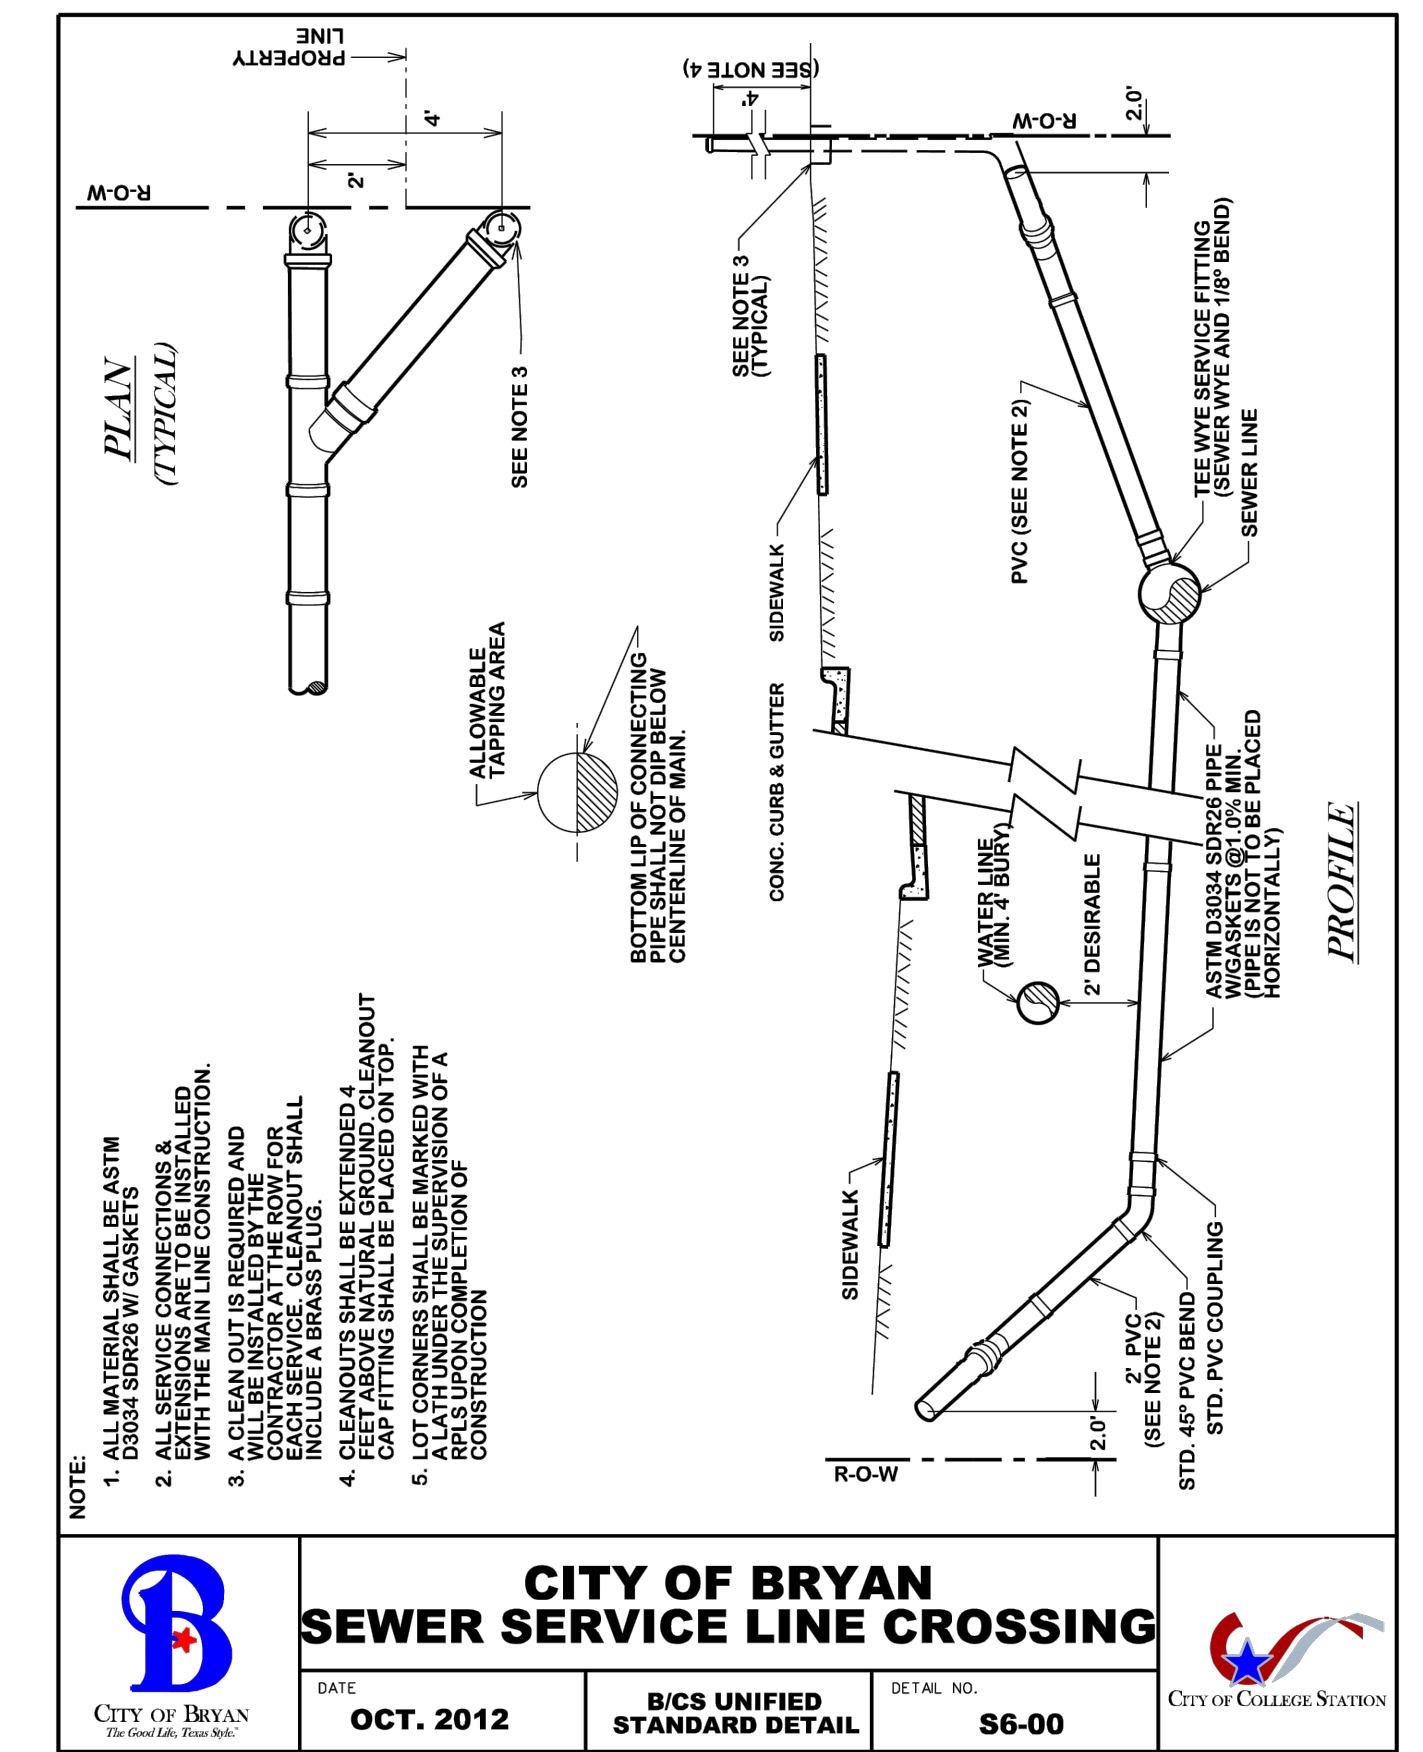 NOTE:
1. ALL MATERIAL SHALL BE ASTM
D3034 SDR26 W/ GASKETS
2. ALL SERVICE CONNECTIONS &
EXTENSIONS ARE TO BE INSTALLED
WITH THE MAIN LINE CONSTRUCTION.
3. A CLEAN OUT IS REQUIRED AND
WILL BE INSTALLED BY THE
CONTRACTOR AT THE ROW FOR
EACH SERVICE. CLEANOUT SHALL
INCLUDE A BRASS PLUG.
4. CLEANOUTS SHALL BE EXTENDED 4
FEET ABOVE NATURAL GROUND. CLEANOUT
CAP FITTING SHALL BE PLACED ON TOP.
5. LOT CORNERS SHALL BE MARKED WITH
A LATH UNDER THE SUPERVISION OF A
RPLS UPON COMPLETION OF
CONSTRUCTION
PLAN
(TYPICAL)
R-O-W
PROPERTY
LINE
2'
4'
SEE NOTE 3
ALLOWABLE
TAPPING AREA
BOTTOM LIP OF CONNECTING
PIPE SHALL NOT DIP BELOW
CENTERLINE OF MAIN.
(SEE NOTE 4)
4'
SEE NOTE 3
(TYPICAL)
R-O-W
2.0'
SIDEWALK
CONC. CURB & GUTTER
PVC (SEE NOTE 2)
TEE WYE SERVICE FITTING
(SEWER WYE AND 1/8° BEND)
SEWER LINE
WATER LINE
(MIN. 4' BURY)
2' DESIRABLE
ASTM D3034 SDR26 PIPE
W/GASKETS @1.0% MIN.
(PIPE IS NOT TO BE PLACED
HORIZONTALLY)
SIDEWALK
2' PVC
(SEE NOTE 2)
STD. 45° PVC BEND
STD. PVC COUPLING
2.0'
R-O-W
PROFILE
B
CITY OF BRYAN
The Good Life, Texas Style.™
CITY OF BRYAN
SEWER SERVICE LINE CROSSING
DATE
OCT. 2012
B/CS UNIFIED
STANDARD DETAIL
DETAIL NO.
S6-00
CITY OF COLLEGE STATION